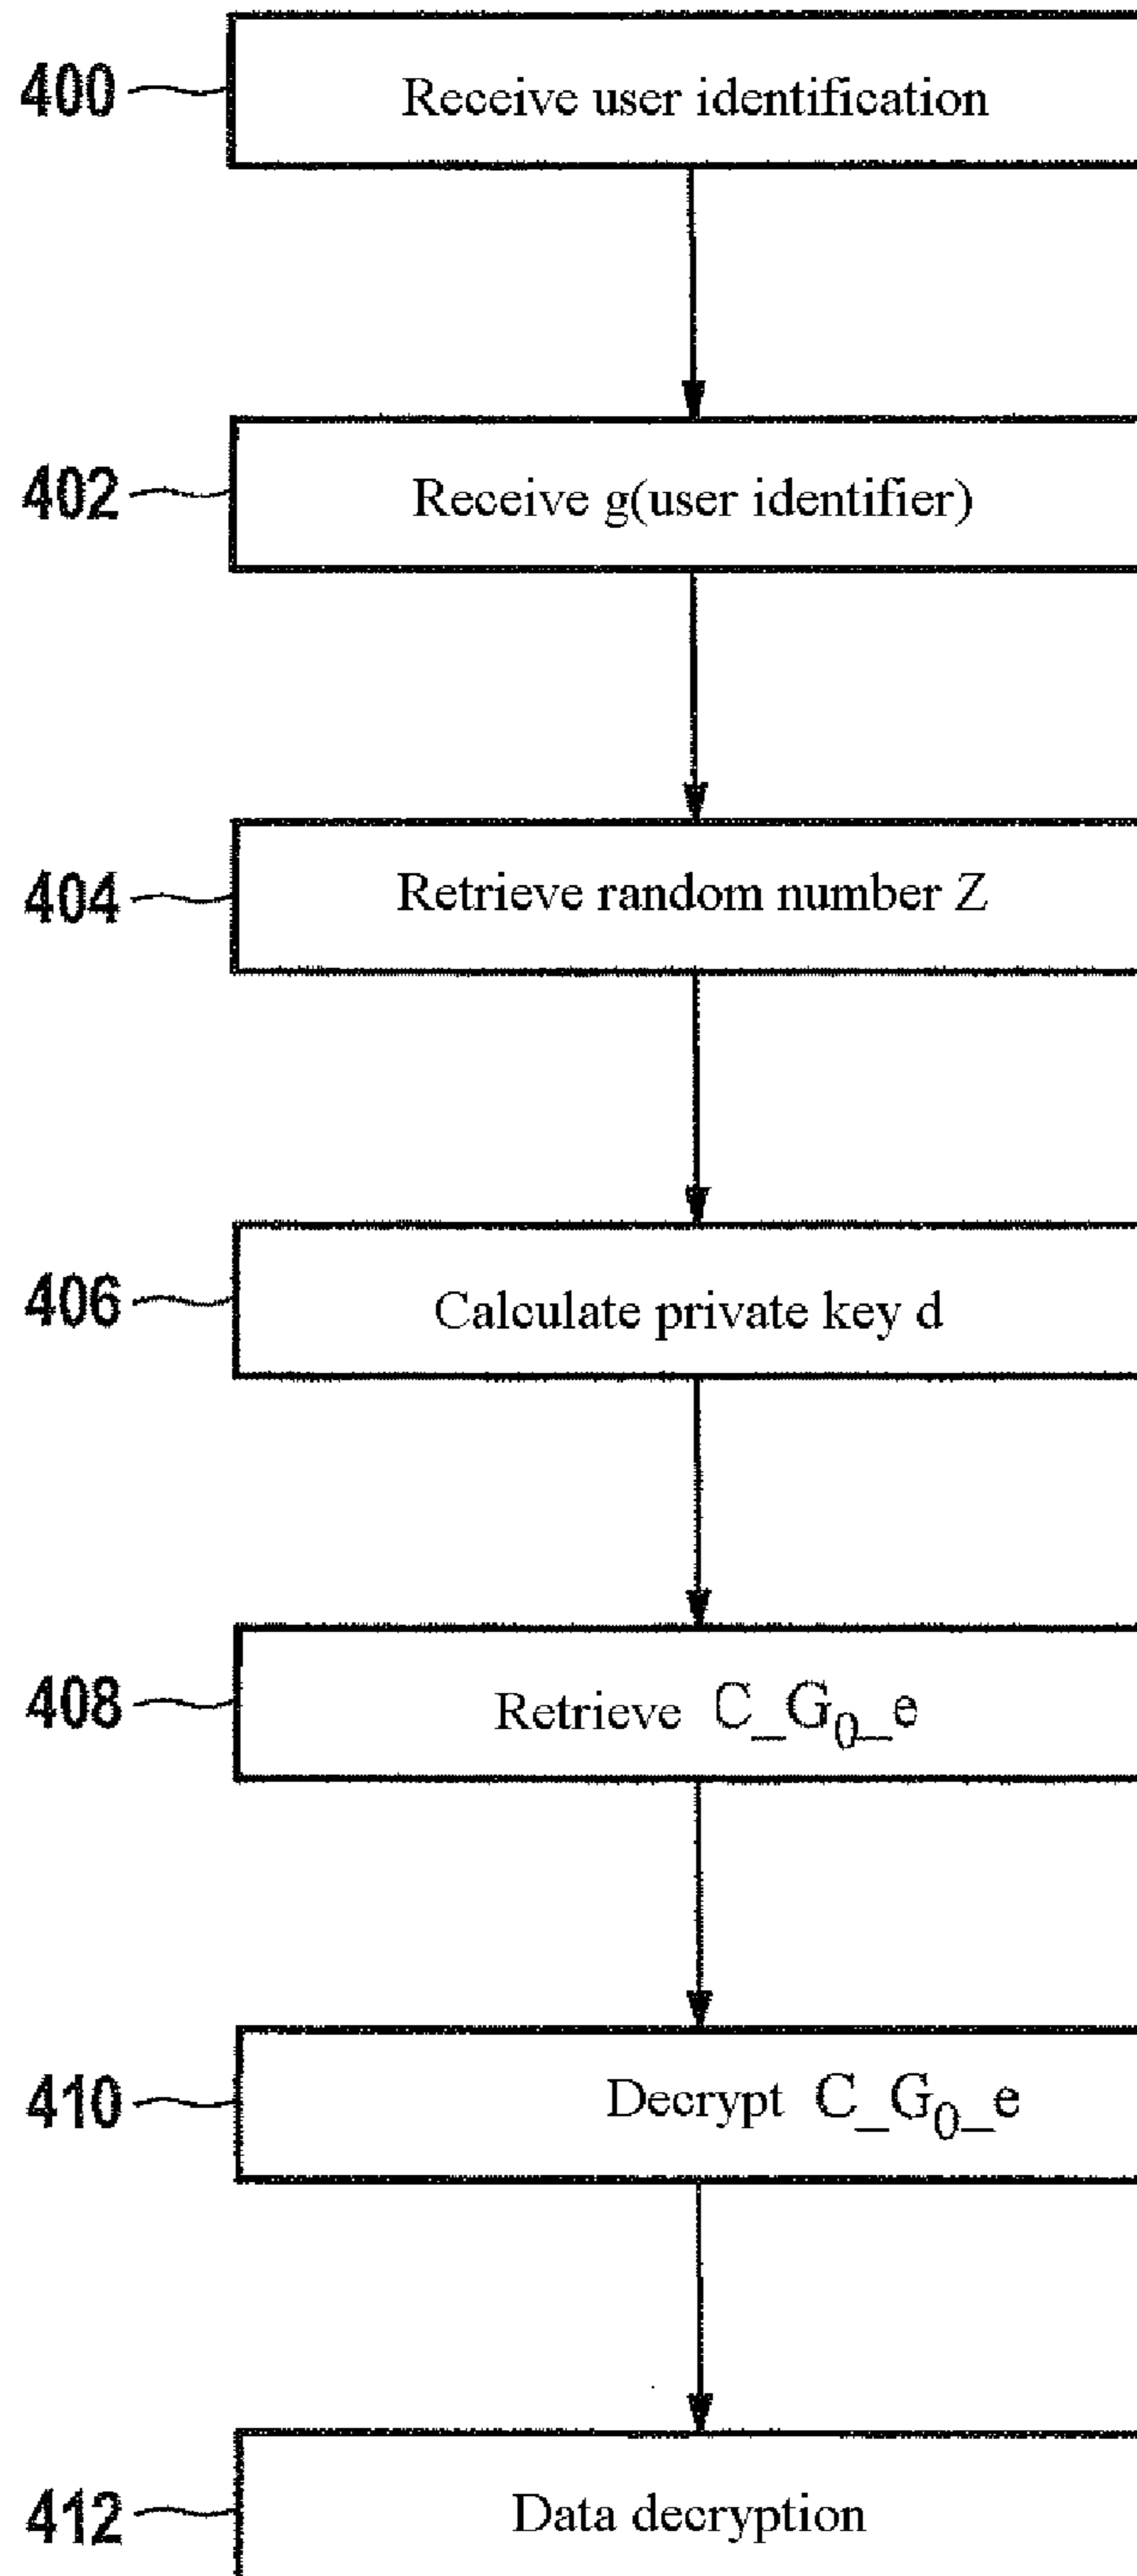 400 Receive user identification
402 Receive g(user identifier)
404 Retrieve random number Z
406 Calculate private key d
408 Retrieve C_G₀_e
410 Decrypt C_G₀_e
412 Data decryption